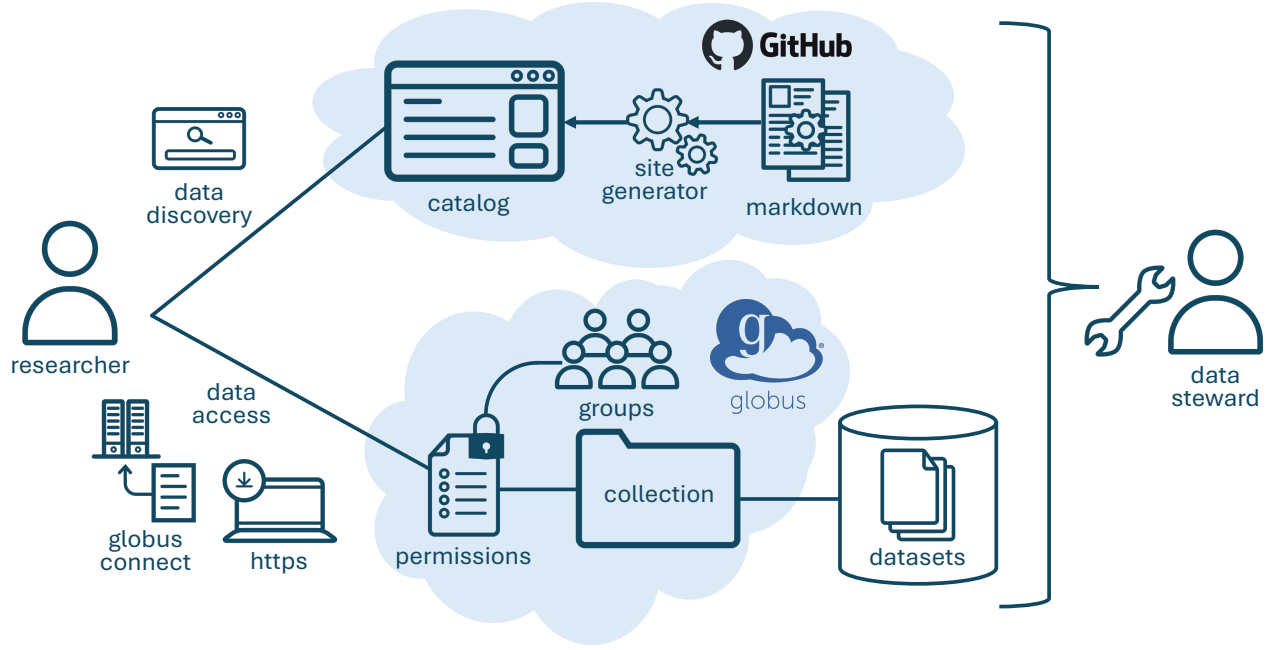 GitHub
data
discovery
catalog
site
generator
markdown
researcher
data
access
groups
g
globus
data
steward
collection
permissions
datasets
globus
connect
https